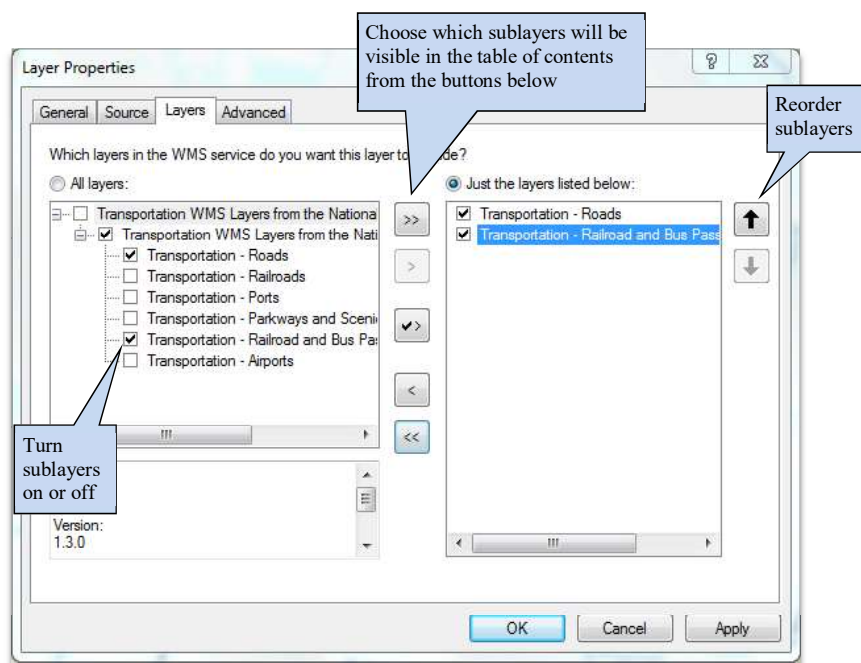 Choose which sublayers will be
visible in the table of contents
from the buttons below
Layer Properties
Reorder
sublayers
General Source Layers Advanced
Which layers in the WMS service do you want this layer to de?
All layers:
Just the layers listed below:
Transportation WMS Layers from the Nationa
Transportation WMS Layers from the Nati
Transportation - Roads
Transportation - Railroads
Transportation - Ports
Transportation - Parkways and Sceni
Transportation - Railroad and Bus Pas
Transportation - Airports
>>
>
>
<
<<
Transportation - Roads
Transportation - Railroad and Bus Pass
Turn
sublayers
on or off
Version:
1.3.0
OK Cancel Apply